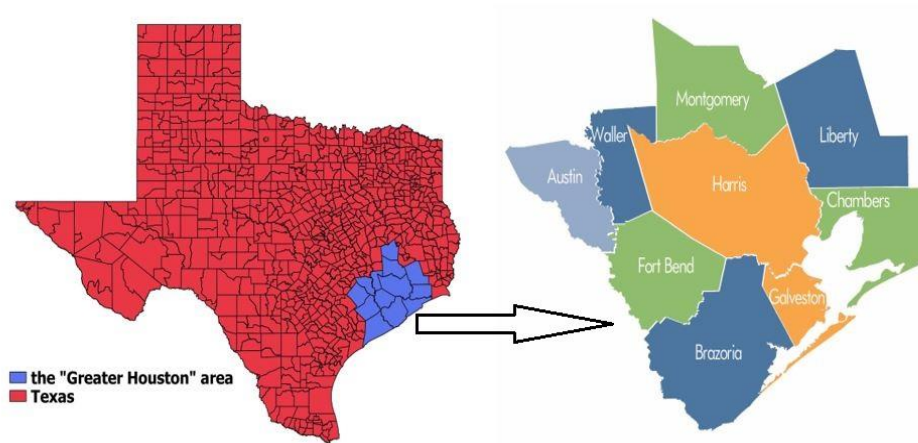 the "Greater Houston" area
Texas
Montgomery
Waller
Liberty
Austin
Harris
Chambers
Fort Bend
Galveston
Brazoria